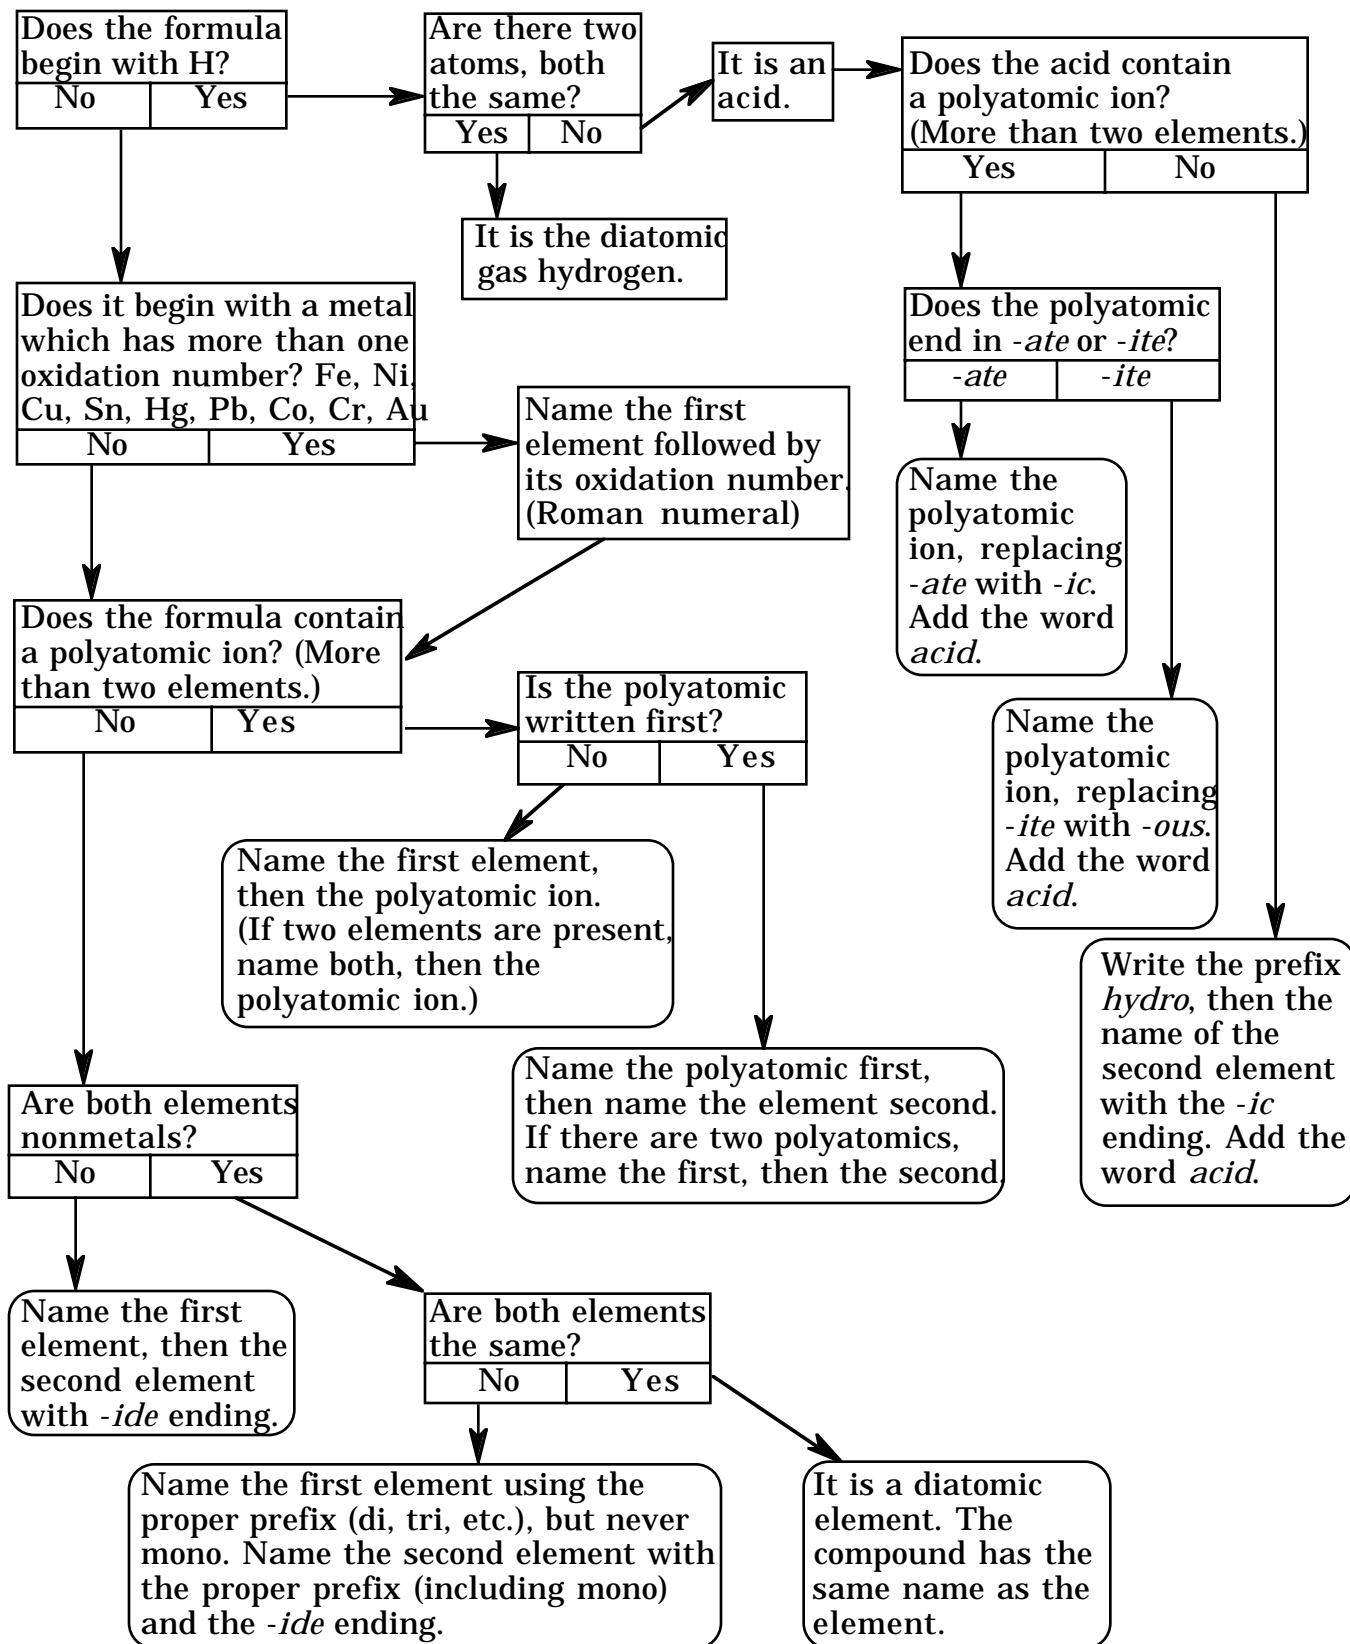 Does the formula
begin with H?
No Yes
Are there two
atoms, both
the same?
Yes No
It is an
acid.
Does the acid contain
a polyatomic ion?
(More than two elements.)
Yes No
It is the diatomic
gas hydrogen.
Does it begin with a metal
which has more than one
oxidation number? Fe, Ni,
Cu, Sn, Hg, Pb, Co, Cr, Au
No Yes
Name the first
element followed by
its oxidation number.
(Roman numeral)
Does the polyatomic
end in -ate or -ite?
-ate -ite
Name the
polyatomic
ion, replacing
-ate with -ic.
Add the word
acid.
Does the formula contain
a polyatomic ion? (More
than two elements.)
No Yes
Is the polyatomic
written first?
No Yes
Name the
polyatomic
ion, replacing
-ite with -ous.
Add the word
acid.
Name the first element,
then the polyatomic ion.
(If two elements are present,
name both, then the
polyatomic ion.)
Write the prefix
hydro, then the
name of the
second element
with the -ic
ending. Add the
word acid.
Name the polyatomic first,
then name the element second.
If there are two polyatomics,
name the first, then the second.
Are both elements
nonmetals?
No Yes
Name the first
element, then the
second element
with -ide ending.
Are both elements
the same?
No Yes
Name the first element using the
proper prefix (di, tri, etc.), but never
mono. Name the second element with
the proper prefix (including mono)
and the -ide ending.
It is a diatomic
element. The
compound has the
same name as the
element.